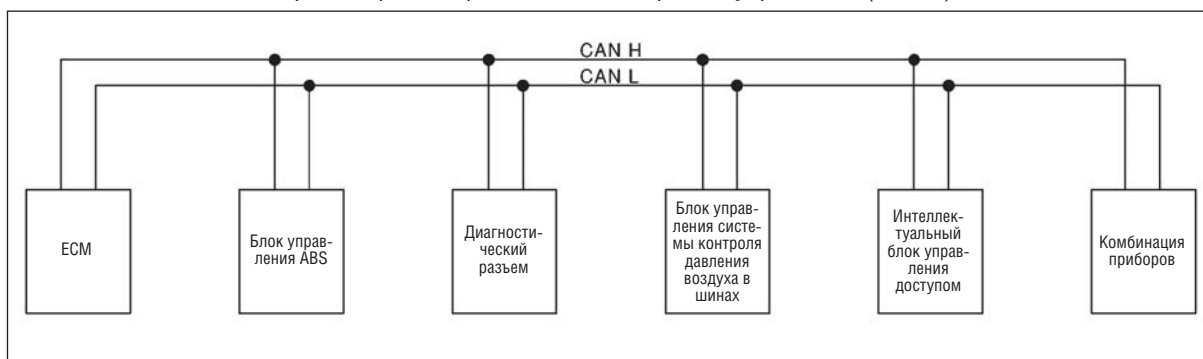 CAN H
CAN L
ECM
Блок управ-
ления ABS
Диагности-
ческий
разъем
Блок управ-
ления систе-
мы контроля
давления
воздуха в
шинах
Интеллек-
туальный
блок управ-
ления
доступом
Комбинация
приборов